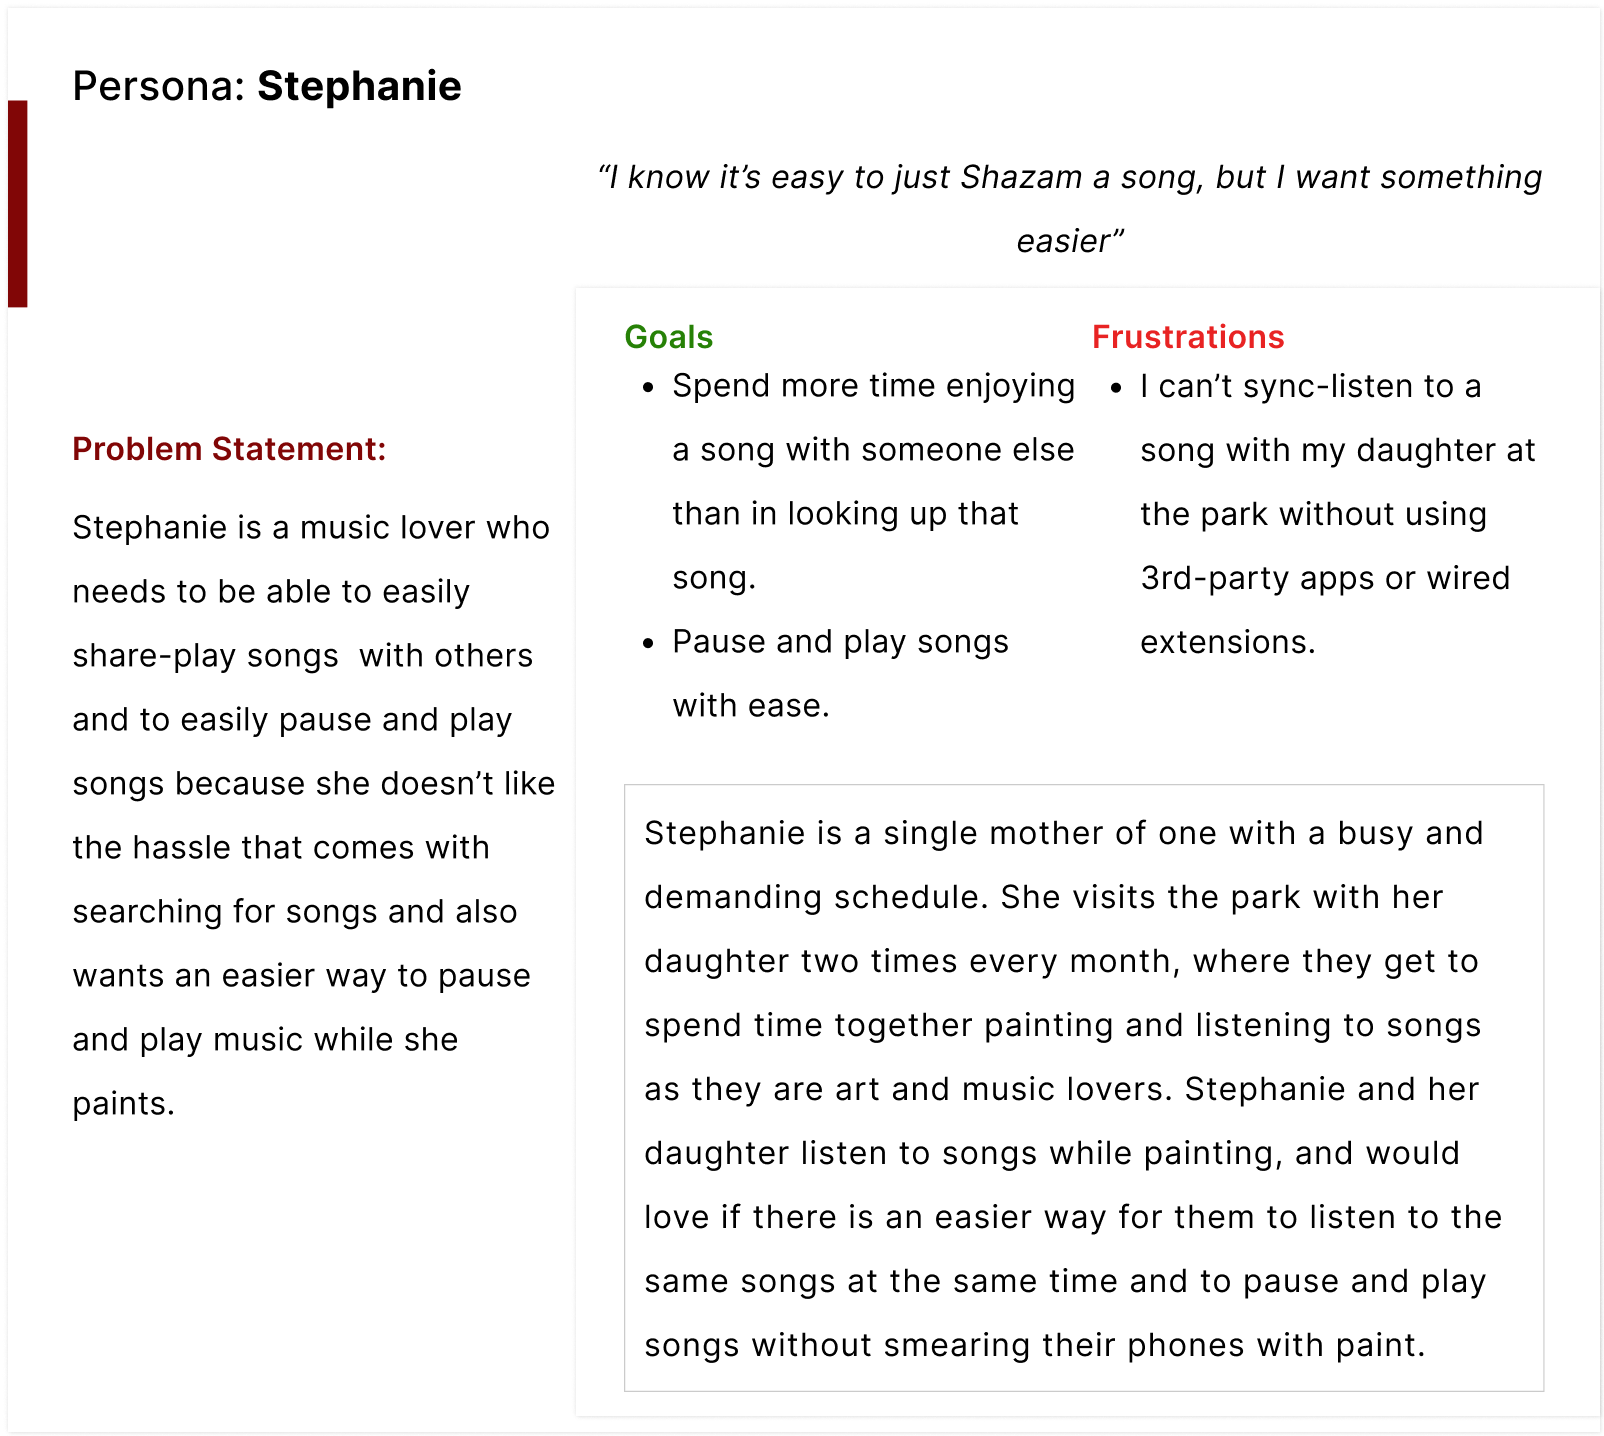 Persona: Stephanie
“I know it’s easy to just Shazam a song, but I want something
easier”
Problem Statement:
Stephanie is a music lover who
needs to be able to easily
share-play songs  with others
and to easily pause and play
songs because she doesn’t like
the hassle that comes with
searching for songs and also
wants an easier way to pause
and play music while she
paints.
Goals
• Spend more time enjoying
a song with someone else
than in looking up that
song.
• Pause and play songs
with ease.
Frustrations
• I can’t sync-listen to a
song with my daughter at
the park without using
3rd-party apps or wired
extensions.
Stephanie is a single mother of one with a busy and
demanding schedule. She visits the park with her
daughter two times every month, where they get to
spend time together painting and listening to songs
as they are art and music lovers. Stephanie and her
daughter listen to songs while painting, and would
love if there is an easier way for them to listen to the
same songs at the same time and to pause and play
songs without smearing their phones with paint.